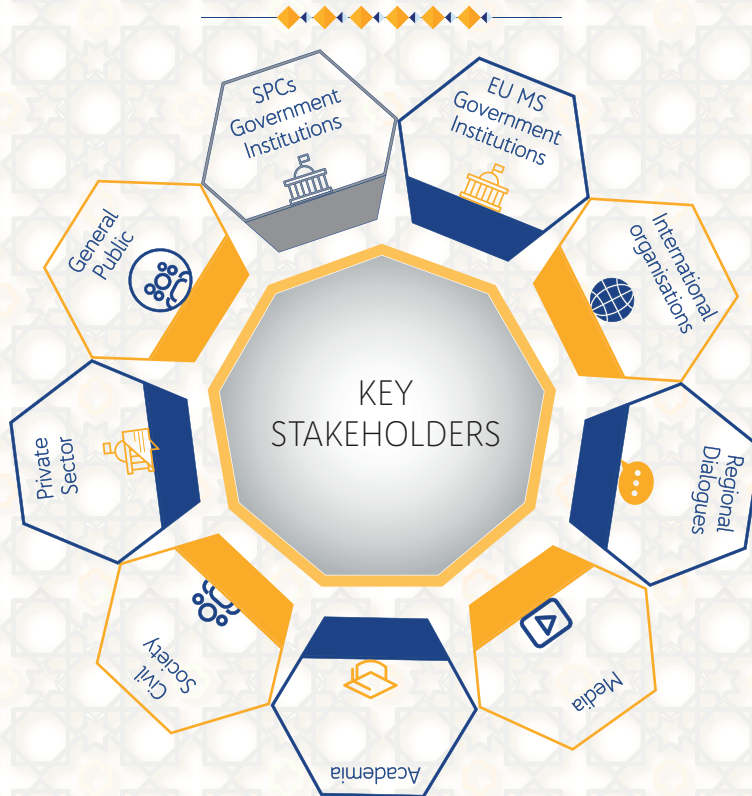 KEY
STAKEHOLDERS
SPCs
Government
Institutions
EU MS
Government
Institutions
International
organisations
Regional
Dialogues
Media
Academia
Civil
Society
Private
Sector
General
Public